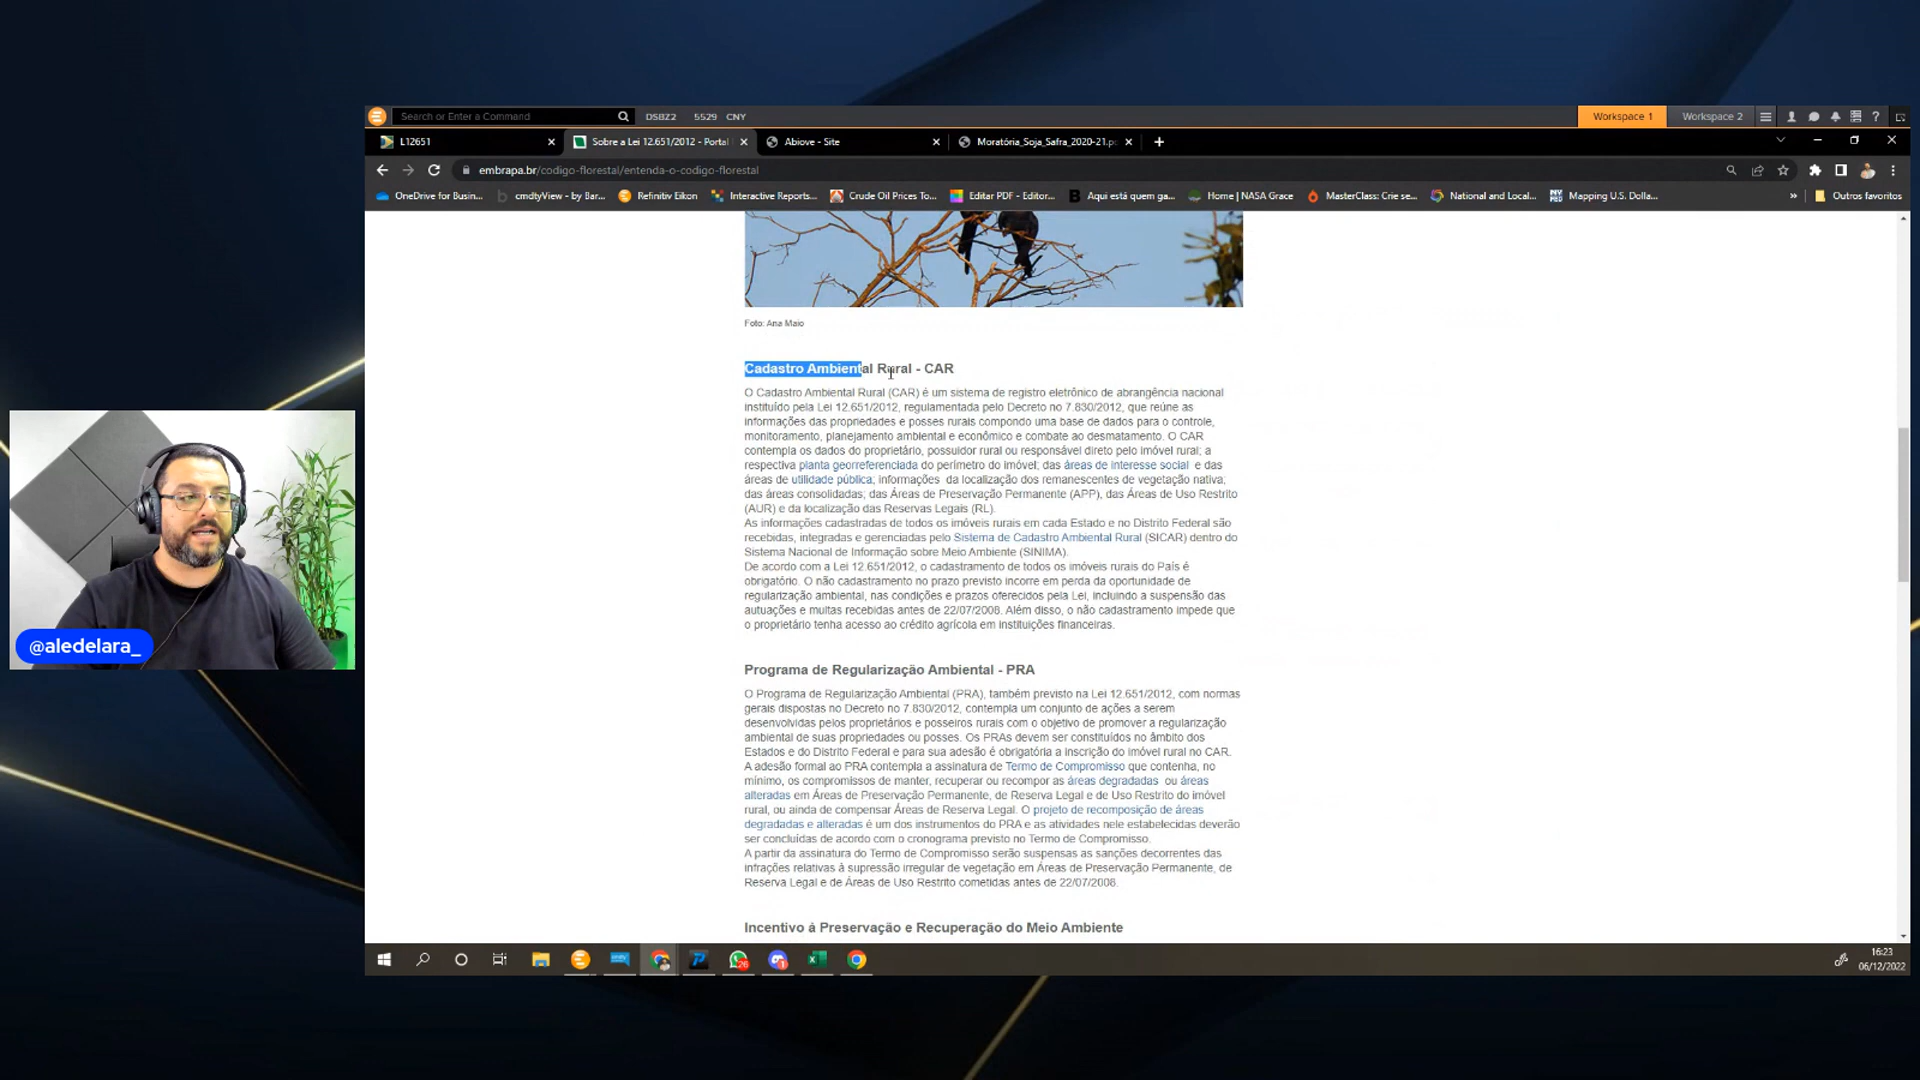 Search or Enter a Command
DSBZ2 5529 CNY
Workspace 1
Workspace 2
?
L12651
Sobre a Lei 12.651/2012 - Portal
Abiove - Site
Moratória_Soja_Safra_2020-21.p
embrapa.br/codigo-florestal/entenda-o-codigo-florestal
OneDrive for Busin...
cmdtyView - by Bar...
Refinitiv Eikon
Interactive Reports...
Crude Oil Prices To...
Editar PDF - Editor...
Aqui está quem ga...
Home | NASA Grace
MasterClass: Crie se...
National and Local...
Mapping U.S. Dolla...
»
Outros favoritos
Foto: Ana Maio
Cadastro Ambiental Rural - CAR
O Cadastro Ambiental Rural (CAR) é um sistema de registro eletrônico de abrangência nacional
instituído pela Lei 12.651/2012, regulamentada pelo Decreto no 7.830/2012, que reúne as
informações das propriedades e posses rurais compondo uma base de dados para o controle,
monitoramento, planejamento ambiental e econômico e combate ao desmatamento. O CAR
contempla os dados do proprietário, possuidor rural ou responsável direto pelo imóvel rural; a
respectiva planta georreferenciada do perímetro do imóvel; das áreas de interesse social e das
áreas de utilidade pública; informações da localização dos remanescentes de vegetação nativa;
das áreas consolidadas; das Áreas de Preservação Permanente (APP), das Áreas de Uso Restrito
(AUR) e da localização das Reservas Legais (RL).
As informações cadastradas de todos os imóveis rurais em cada Estado e no Distrito Federal são
recebidas, integradas e gerenciadas pelo Sistema de Cadastro Ambiental Rural (SICAR) dentro do
Sistema Nacional de Informação sobre Meio Ambiente (SINIMA).
De acordo com a Lei 12.651/2012, o cadastramento de todos os imóveis rurais do País é
obrigatório. O não cadastramento no prazo previsto incorre em perda da oportunidade de
regularização ambiental, nas condições e prazos oferecidos pela Lei, incluindo a suspensão das
autuações e multas recebidas antes de 22/07/2008. Além disso, o não cadastramento impede que
o proprietário tenha acesso ao crédito agrícola em instituições financeiras.
Programa de Regularização Ambiental - PRA
O Programa de Regularização Ambiental (PRA), também previsto na Lei 12.651/2012, com normas
gerais dispostas no Decreto no 7.830/2012, contempla um conjunto de ações a serem
desenvolvidas pelos proprietários e posseiros rurais com o objetivo de promover a regularização
ambiental de suas propriedades ou posses. Os PRAs devem ser constituídos no âmbito dos
Estados e do Distrito Federal e para sua adesão é obrigatória a inscrição do imóvel rural no CAR.
A adesão formal ao PRA contempla a assinatura de Termo de Compromisso que contenha, no
mínimo, os compromissos de manter, recuperar ou recompor as áreas degradadas ou áreas
alteradas em Áreas de Preservação Permanente, de Reserva Legal e de Uso Restrito do imóvel
rural, ou ainda de compensar Áreas de Reserva Legal. O projeto de recomposição de áreas
degradadas e alteradas é um dos instrumentos do PRA e as atividades nele estabelecidas deverão
ser concluídas de acordo com o cronograma previsto no Termo de Compromisso.
A partir da assinatura do Termo de Compromisso serão suspensas as sanções decorrentes das
infrações relativas à supressão irregular de vegetação em Áreas de Preservação Permanente, de
Reserva Legal e de Áreas de Uso Restrito cometidas antes de 22/07/2008.
Incentivo à Preservação e Recuperação do Meio Ambiente
@aledelara_
16:23
06/12/2022